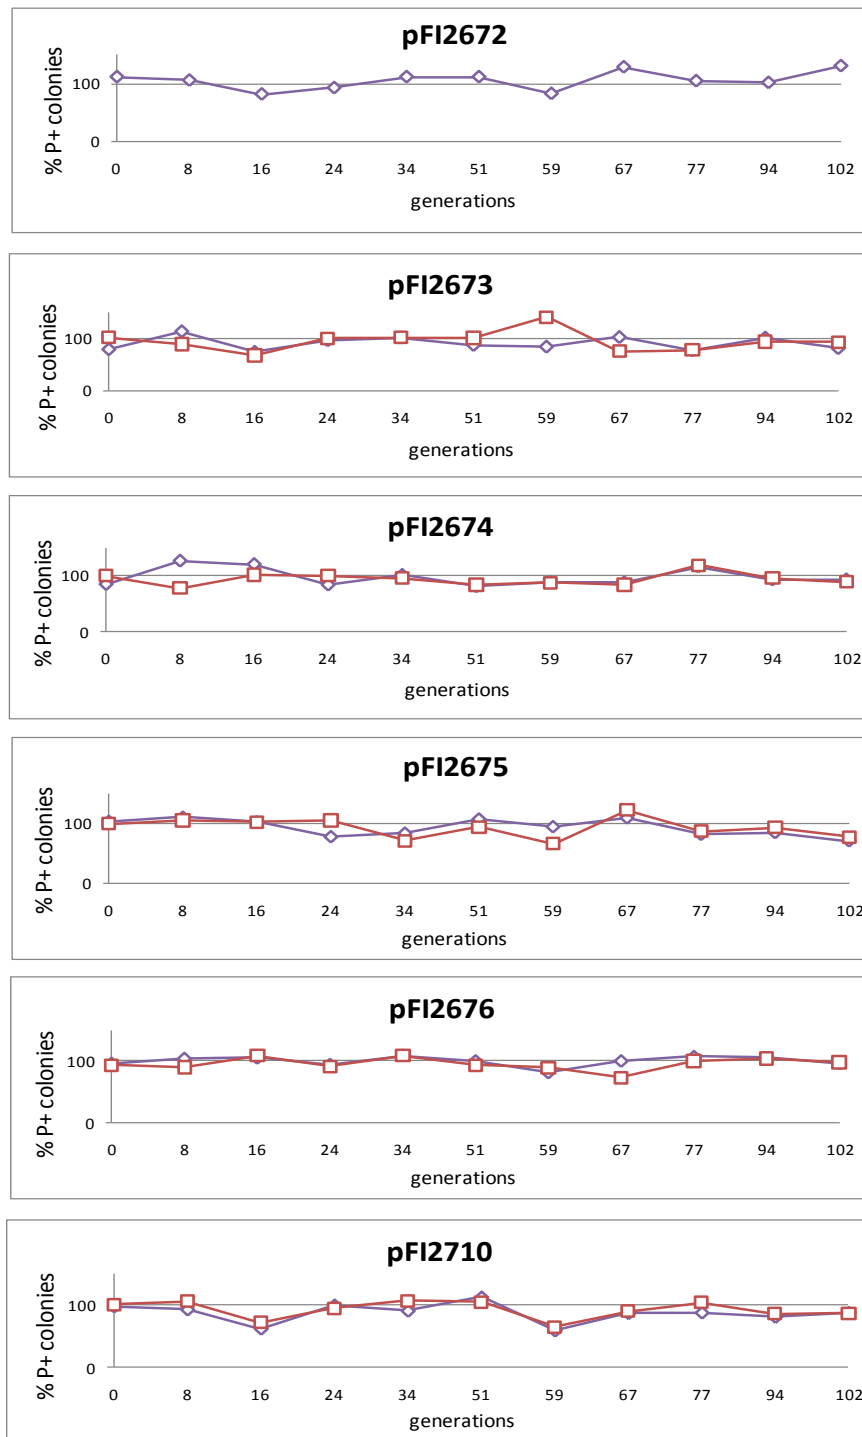 pFI2672
% P+ colonies
100
0
0 8 16 24 34 51 59 67 77 94 102
generations
pFI2673
% P+ colonies
100
0
0 8 16 24 34 51 59 67 77 94 102
generations
pFI2674
% P+ colonies
100
0
0 8 16 24 34 51 59 67 77 94 102
generations
pFI2675
% P+ colonies
100
0
0 8 16 24 34 51 59 67 77 94 102
generations
pFI2676
% P+ colonies
100
0
0 8 16 24 34 51 59 67 77 94 102
generations
pFI2710
% P+ colonies
100
0
0 8 16 24 34 51 59 67 77 94 102
generations